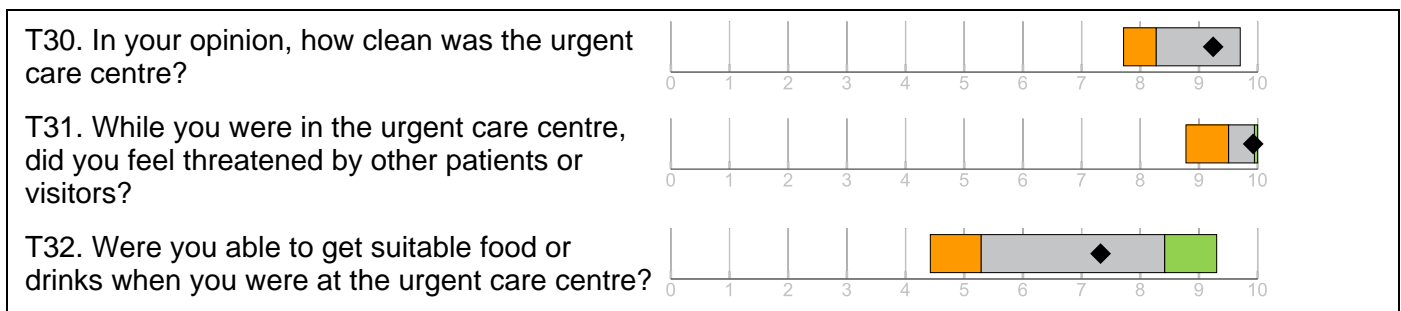 T30. In your opinion, how clean was the urgent
care centre?
0 1 2 3 4 5 6 7 8 9 10
T31. While you were in the urgent care centre,
did you feel threatened by other patients or
visitors?
0 1 2 3 4 5 6 7 8 9 10
T32. Were you able to get suitable food or
drinks when you were at the urgent care centre?
0 1 2 3 4 5 6 7 8 9 10